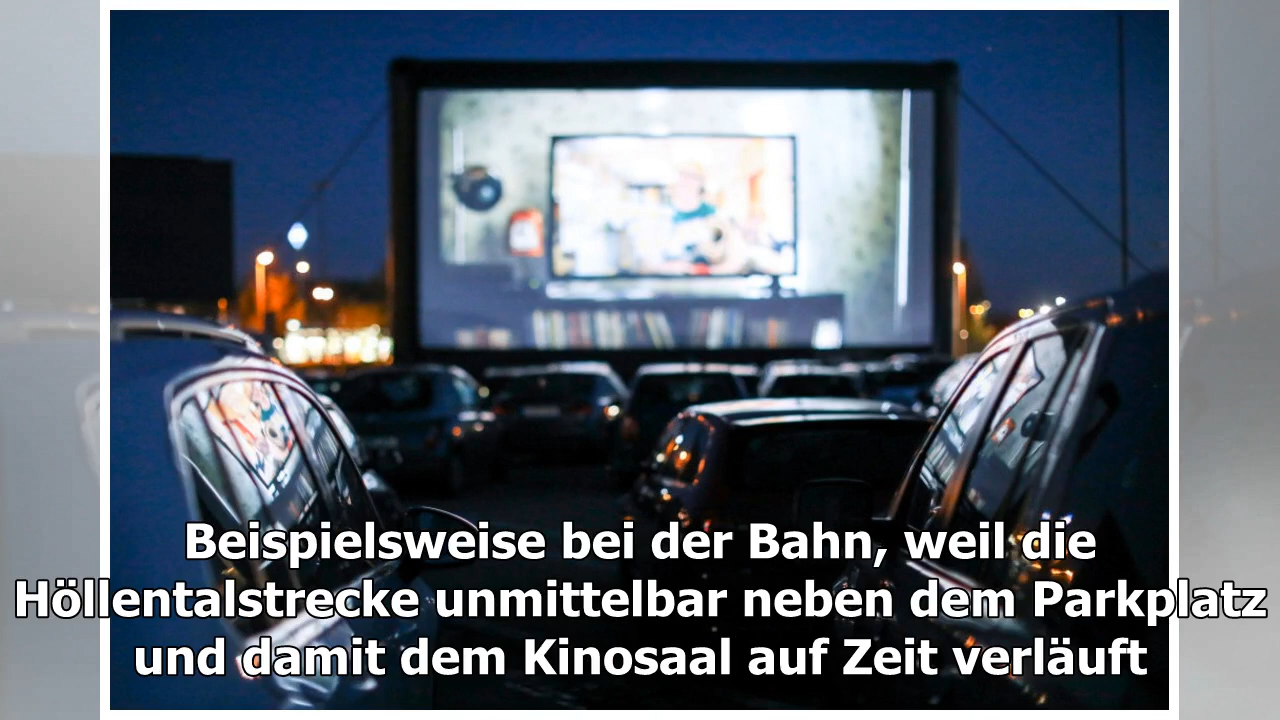 Beispielsweise bei der Bahn, weil die
Höllentalstrecke unmittelbar neben dem Parkplatz
und damit dem Kinosaal auf Zeit verläuft